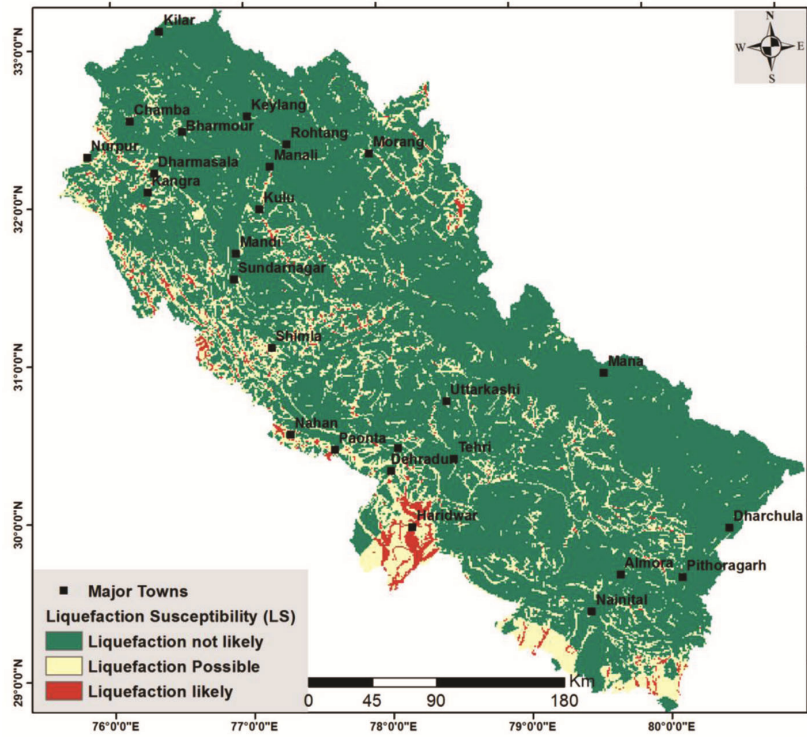 N
W E
S
33°0'0"N
32°0'0"N
31°0'0"N
30°0'0"N
29°0'0"N
Kilar
Chamba
Keylang
Bharmour
Rohtang
Morang
Nurpur
Manali
Dharmasala
Kangra
Kulu
Mandi
Sundarnagar
Shimla
Mana
Uttarkashi
Nahan
Paonta
Tehri
Dehradun
Haridwar
Dharchula
Almora
Pithoragarh
Nainital
Major Towns
Liquefaction Susceptibility (LS)
Liquefaction not likely
Liquefaction Possible
Liquefaction likely
Km
0 45 90 180
76°0'0"E 77°0'0"E 78°0'0"E 79°0'0"E 80°0'0"E